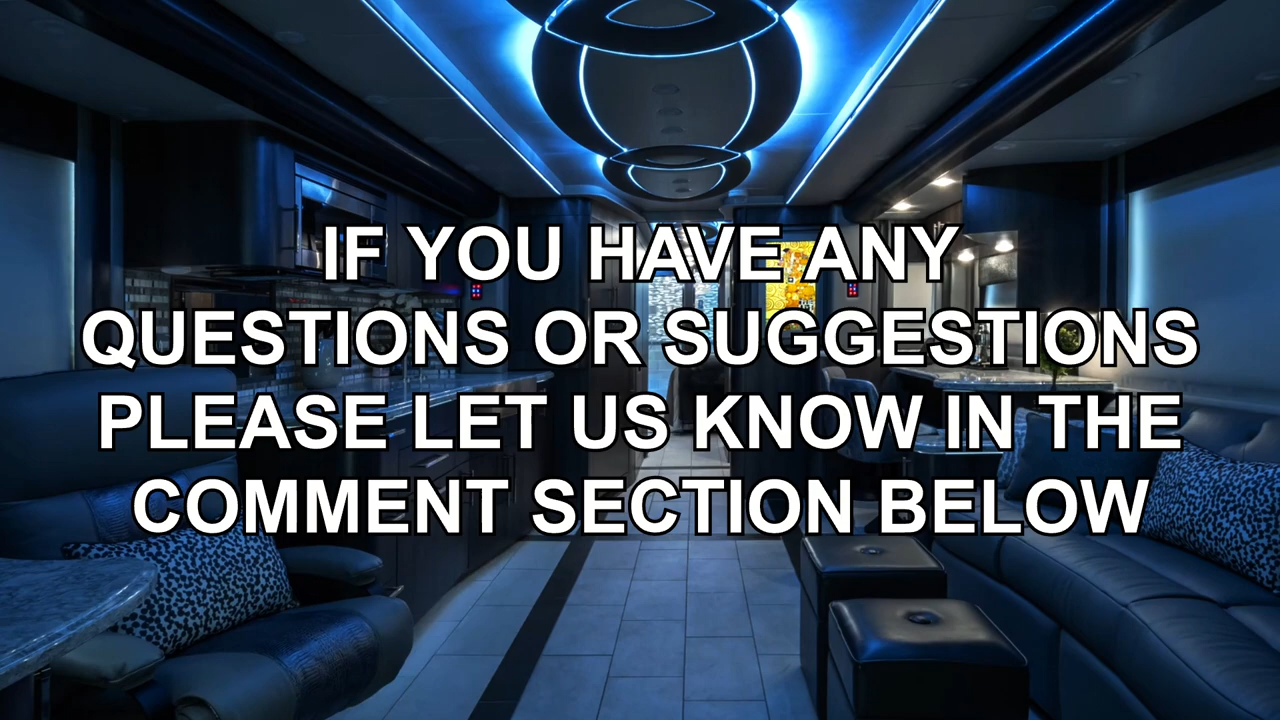 IF YOU HAVE ANY
QUESTIONS OR SUGGESTIONS
PLEASE LET US KNOW IN THE
COMMENT SECTION BELOW